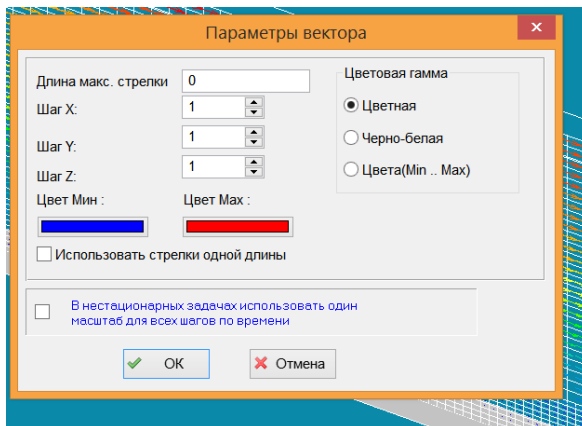 Параметры вектора
Длина макс. стрелки 0
Цветовая гамма
Шаг X: 1
Цветная
Шаг Y: 1
Черно-белая
Шаг Z: 1
Цвета(Min .. Max)
Цвет Мин : Цвет Max :
Использовать стрелки одной длины
В нестационарных задачах использовать один
масштаб для всех шагов по времени
OK Отмена